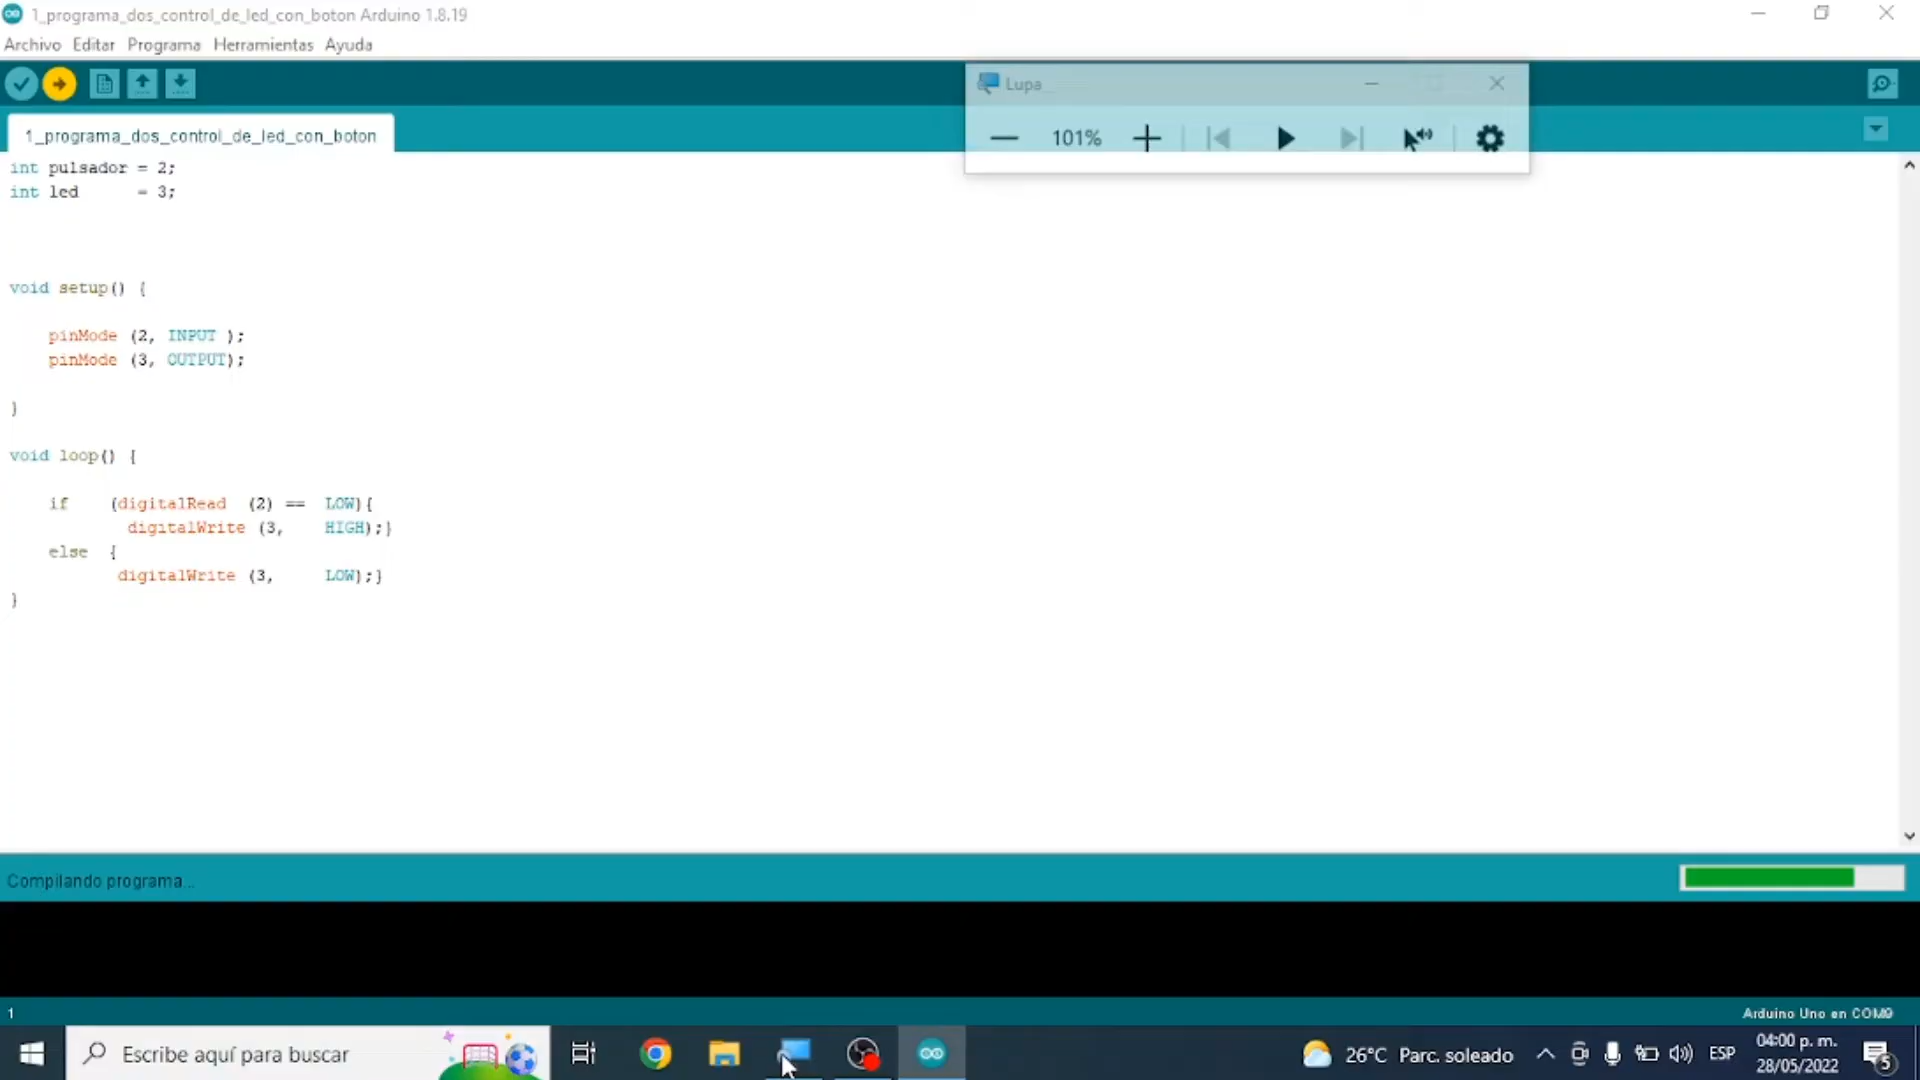 1_programa_dos_control_de_led_con_boton Arduino 1.8.19
Archivo Editar Programa Herramientas Ayuda
Lupa
101%
1_programa_dos_control_de_led_con_boton
int pulsador = 2;
int led      = 3;
void setup() {
    pinMode (2, INPUT );
    pinMode (3, OUTPUT);
}
void loop() {
    if    (digitalRead  (2) ==  LOW){
            digitalWrite (3,    HIGH);}
    else  {
           digitalWrite (3,     LOW);}
}
Compilando programa...
1
Arduino Uno en COM9
Escribe aquí para buscar
26°C Parc. soleado
ESP
04:00 p. m.
28/05/2022
5